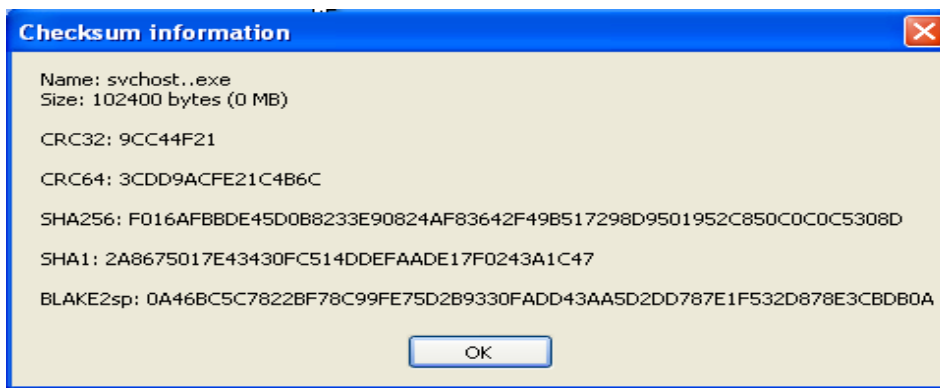 Checksum information
Name: svchost..exe
Size: 102400 bytes (0 MB)
CRC32: 9CC44F21
CRC64: 3CDD9ACFE21C4B6C
SHA256: F016AFBBDE45D0B8233E90824AF83642F49B517298D9501952C850C0C0C5308D
SHA1: 2A8675017E43430FC514DDEFAADE17F0243A1C47
BLAKE2sp: 0A46BC5C7822BF78C99FE75D2B9330FADD43AA5D2DD787E1F532D878E3CBDB0A
OK